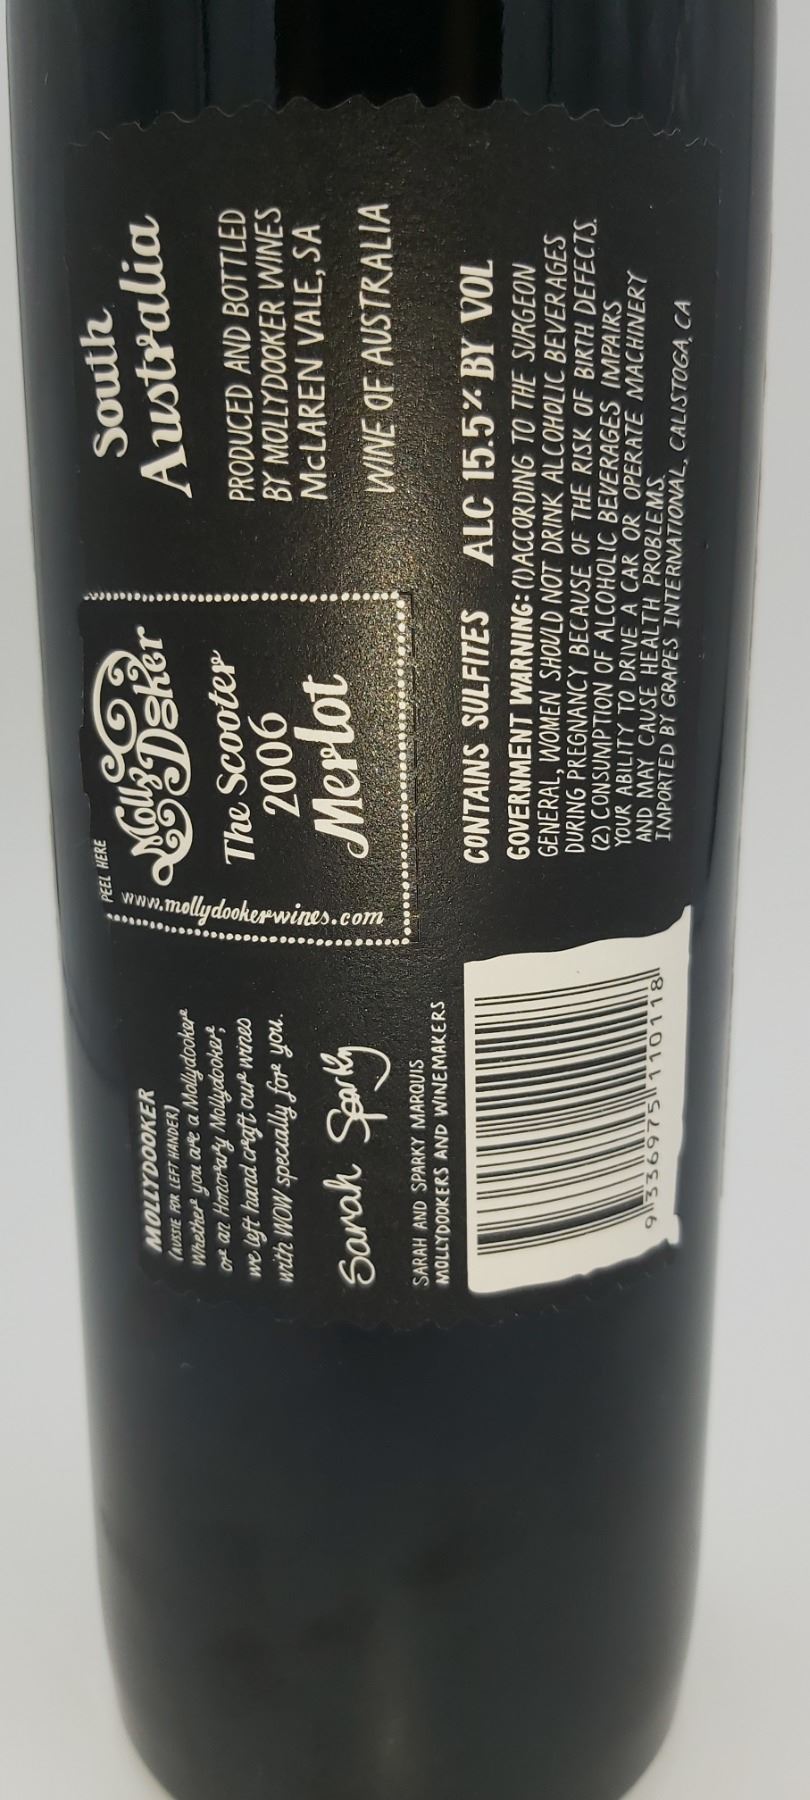 MOLLYDOOKER
(AUSSIE FOR LEFT HANDER)
Whether you are a Mollydooker
or an Honorary Mollydooker,
we left hand craft our wines
with WOW specially for you.
Sarah Sparky
SARAH AND SPARKY MARQUIS
MOLLYDOOKERS AND WINEMAKERS
PEEL HERE
Molly Dooker
The Scooter
2006
Merlot
www.mollydookerwines.com
South
Australia
PRODUCED AND BOTTLED
BY MOLLYDOOKER WINES
McLAREN VALE, SA
WINE OF AUSTRALIA
9 336975 110118
CONTAINS SULFITES ALC 15.5% BY VOL
GOVERNMENT WARNING: (1) ACCORDING TO THE SURGEON
GENERAL, WOMEN SHOULD NOT DRINK ALCOHOLIC BEVERAGES
DURING PREGNANCY BECAUSE OF THE RISK OF BIRTH DEFECTS.
(2) CONSUMPTION OF ALCOHOLIC BEVERAGES IMPAIRS
YOUR ABILITY TO DRIVE A CAR OR OPERATE MACHINERY
AND MAY CAUSE HEALTH PROBLEMS.
IMPORTED BY GRAPES INTERNATIONAL, CALISTOGA, CA